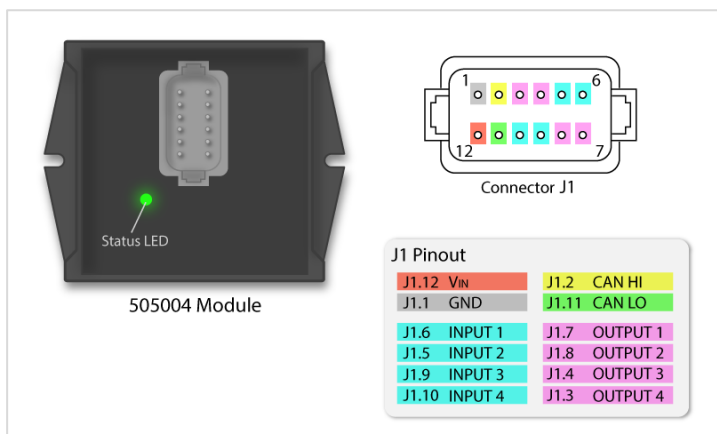 Status LED
505004 Module
1 6
12 7
Connector J1
J1 Pinout
J1.12 VIN J1.2 CAN HI
J1.1 GND J1.11 CAN LO
J1.6 INPUT 1 J1.7 OUTPUT 1
J1.5 INPUT 2 J1.8 OUTPUT 2
J1.9 INPUT 3 J1.4 OUTPUT 3
J1.10 INPUT 4 J1.3 OUTPUT 4